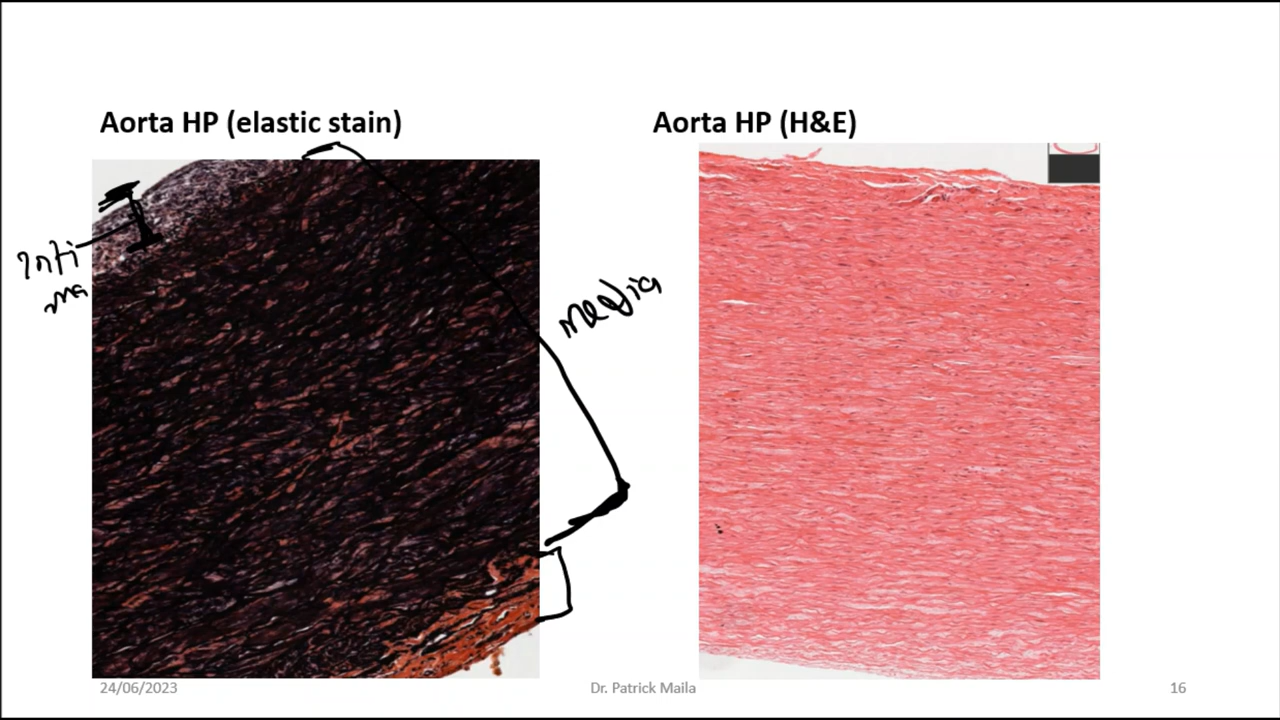 Aorta HP (elastic stain)
Aorta HP (H&E)
Inti
ma
media
24/06/2023
Dr. Patrick Maila
16